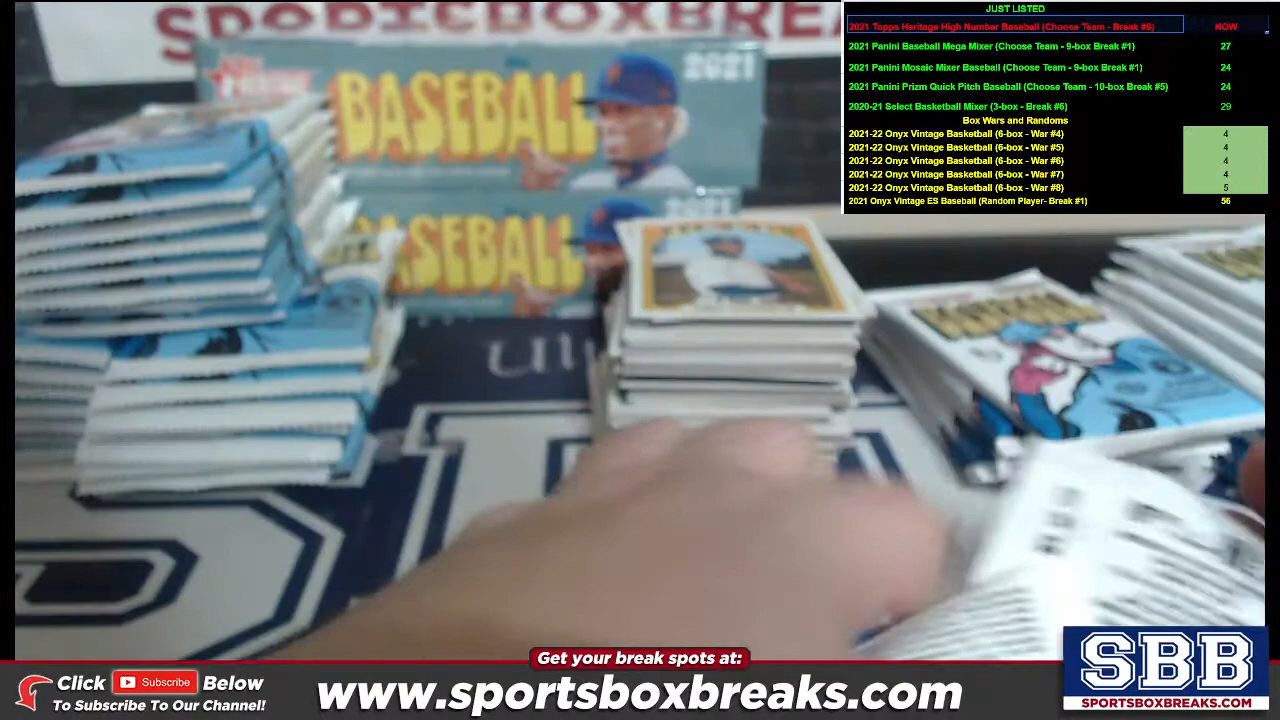 SPORTSBOXBREA
JUST LISTED
2021 Topps Heritage High Number Baseball (Choose Team - Break #6) NOW
2021 Panini Baseball Mega Mixer (Choose Team - 9-box Break #1) 27
2021 Panini Mosaic Mixer Baseball (Choose Team - 9-box Break #1) 24
2021 Panini Prizm Quick Pitch Baseball (Choose Team - 10-box Break #5) 24
2020-21 Select Basketball Mixer (3-box - Break #6) 29
Box Wars and Randoms
2021-22 Onyx Vintage Basketball (6-box - War #4) 4
2021-22 Onyx Vintage Basketball (6-box - War #5) 4
2021-22 Onyx Vintage Basketball (6-box - War #6) 4
2021-22 Onyx Vintage Basketball (6-box - War #7) 4
2021-22 Onyx Vintage Basketball (6-box - War #8) 5
2021 Onyx Vintage ES Baseball (Random Player- Break #1) 56
2021
BASEBALL
2021
ASEBALL
Get your break spots at:
Click Subscribe Below
To Subscribe To Our Channel!
www.sportsboxbreaks.com
SBB
SPORTSBOXBREAKS.COM